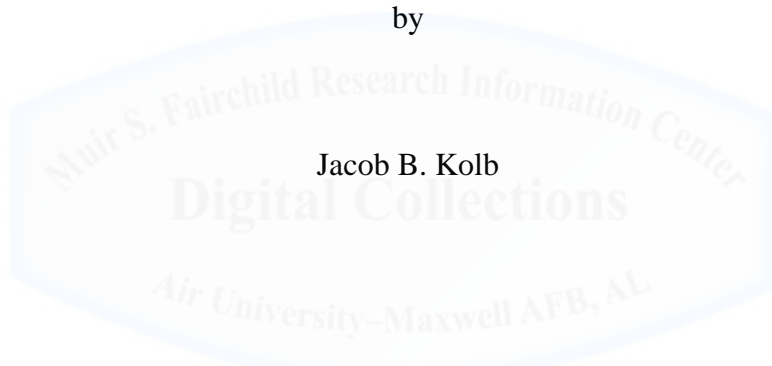 by
Muir S. Fairchild Research Information Center
Jacob B. Kolb
Digital Collections
Air University–Maxwell AFB, AL